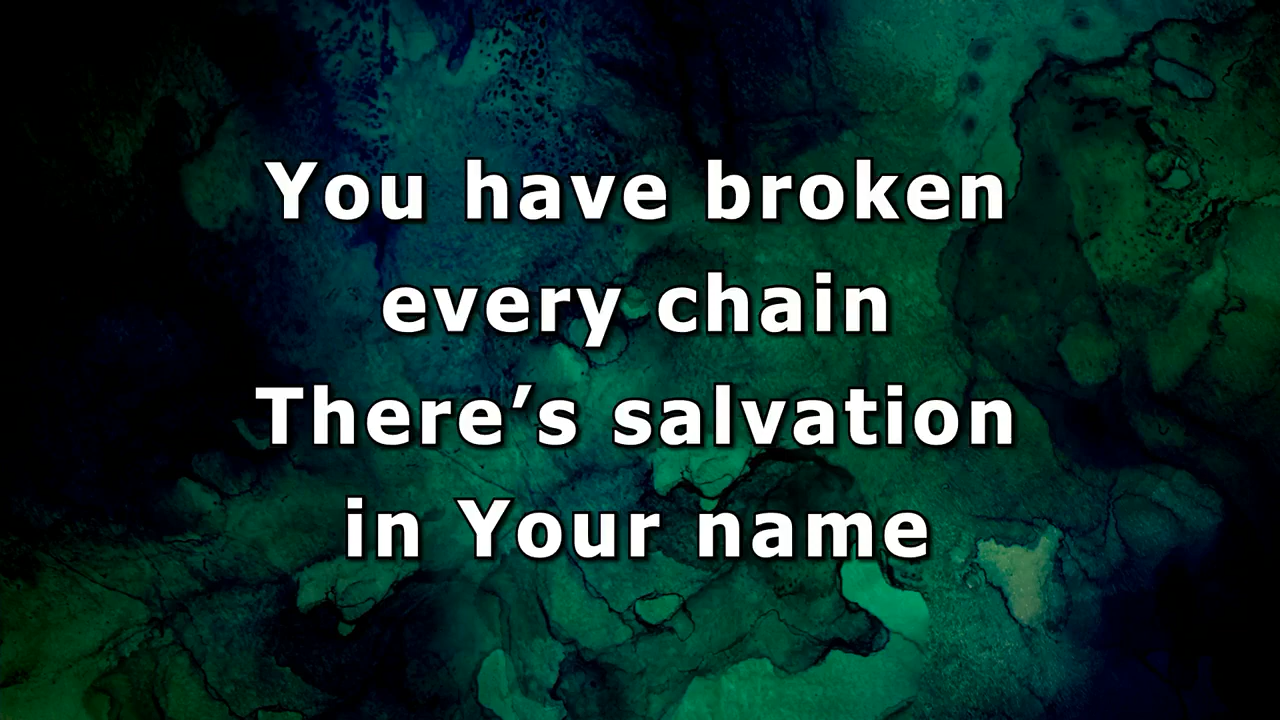 You have broken
every chain
There’s salvation
in Your name